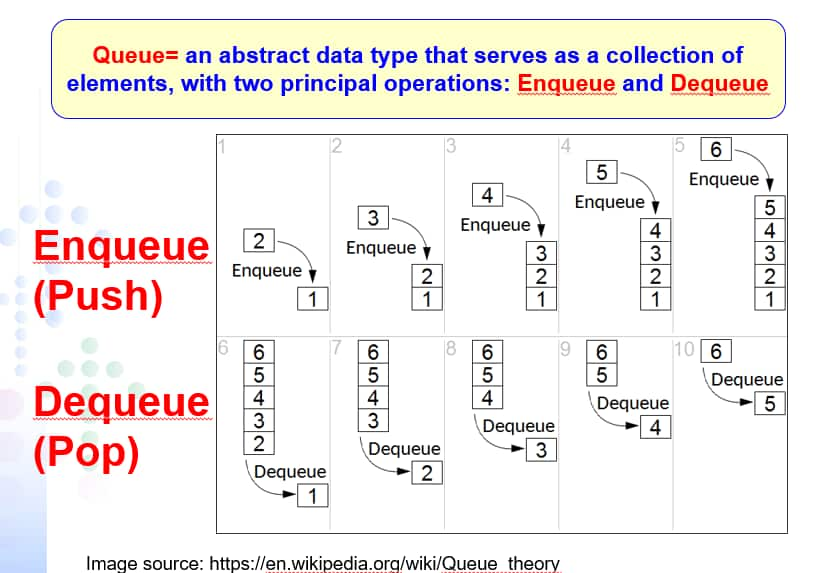 Queue= an abstract data type that serves as a collection of
elements, with two principal operations: Enqueue and Dequeue
Enqueue
(Push)
1
2
Enqueue
1
2
3
Enqueue
2
1
3
4
Enqueue
3
2
1
4
5
Enqueue
4
3
2
1
5
6
Enqueue
5
4
3
2
1
Dequeue
(Pop)
6
6
5
4
3
2
Dequeue
1
7
6
5
4
3
Dequeue
2
8
6
5
4
Dequeue
3
9
6
5
Dequeue
4
10
6
Dequeue
5
Image source: https://en.wikipedia.org/wiki/Queue_theory